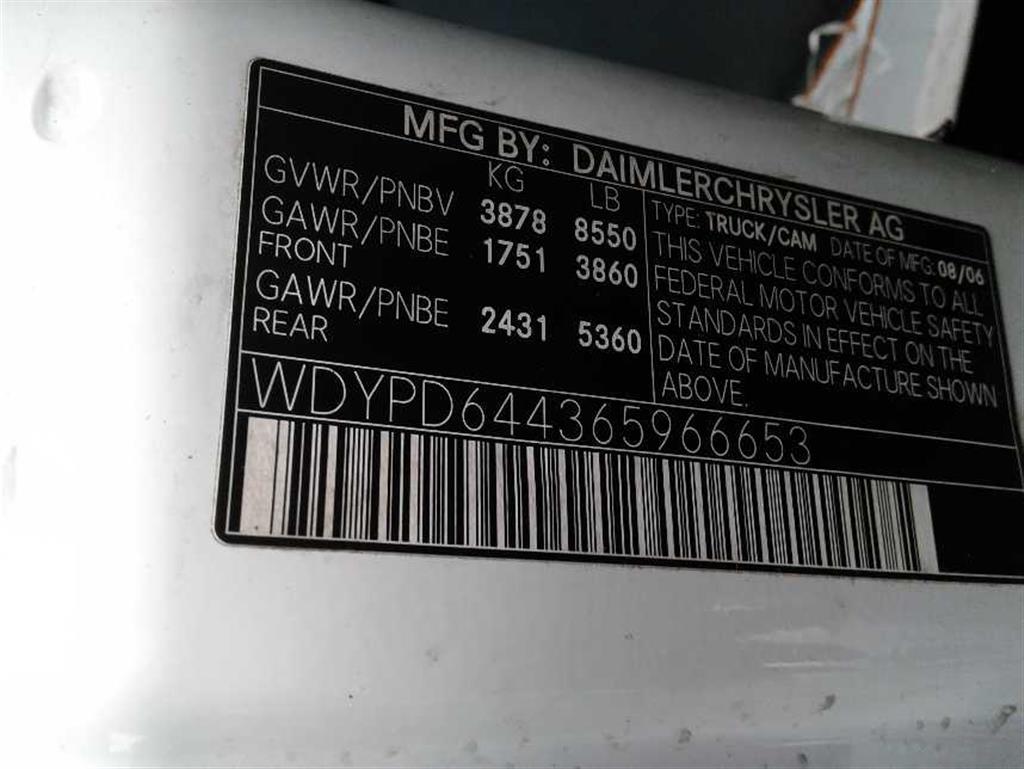 MFG BY: DAIMLERCHRYSLER AG
KG LB
GVWR/PNBV 3878 8550
GAWR/PNBE 1751 3860
FRONT
GAWR/PNBE 2431 5360
REAR
TYPE: TRUCK/CAM DATE OF MFG: 08/06
THIS VEHICLE CONFORMS TO ALL
FEDERAL MOTOR VEHICLE SAFETY
STANDARDS IN EFFECT ON THE
DATE OF MANUFACTURE SHOWN
ABOVE.
WDYPD644365966653